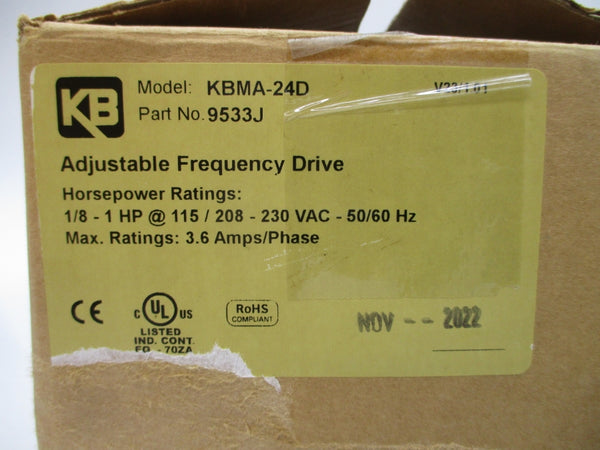 KB
Model: KBMA-24D
Part No. 9533J
Adjustable Frequency Drive
Horsepower Ratings:
1/8 - 1 HP @ 115 / 208 - 230 VAC - 50/60 Hz
Max. Ratings: 3.6 Amps/Phase
CE
C UL US
LISTED
IND. CONT.
EQ. - 70ZA
RoHS
COMPLIANT
NOV -- 2022